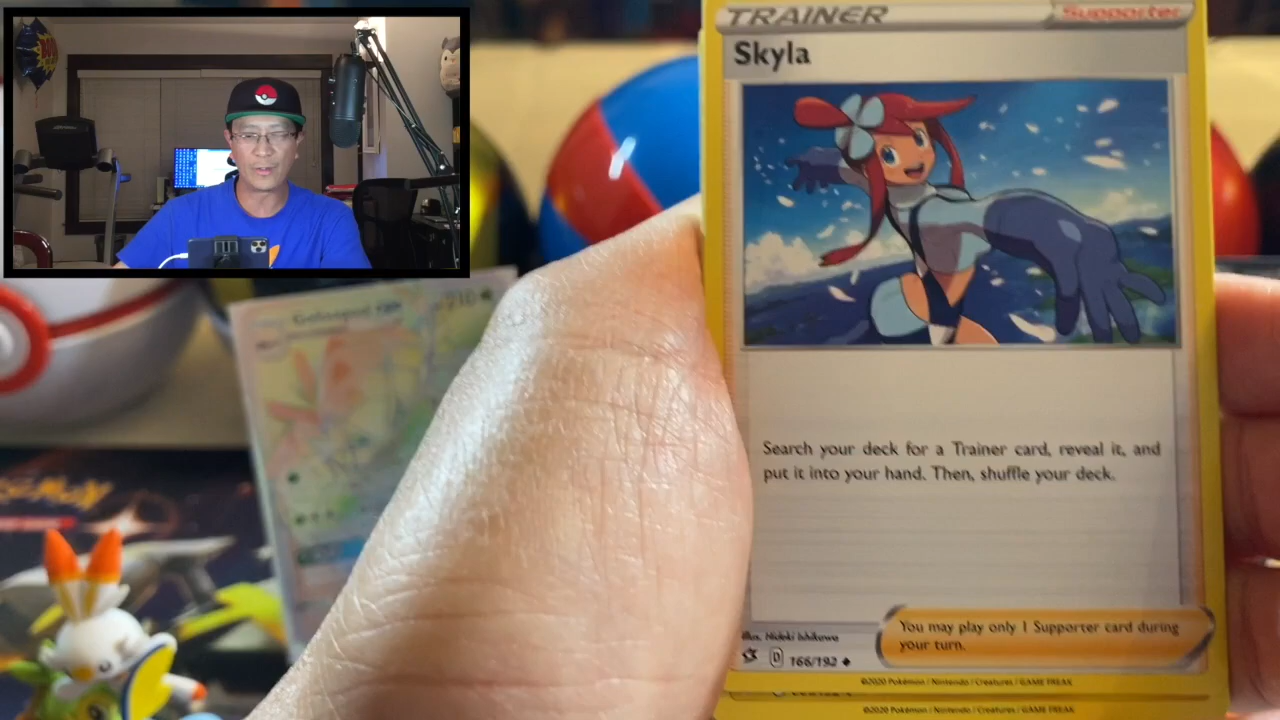 TRAINER
Supporter
Skyla
Search your deck for a Trainer card, reveal it, and
put it into your hand. Then, shuffle your deck.
You may play only 1 Supporter card during
your turn.
Illus. Hideki Ishikawa
D 166/192
©2020 Pokémon / Nintendo / Creatures / GAME FREAK
©2020 Pokémon / Nintendo / Creatures / GAME FREAK
Golisopod
210